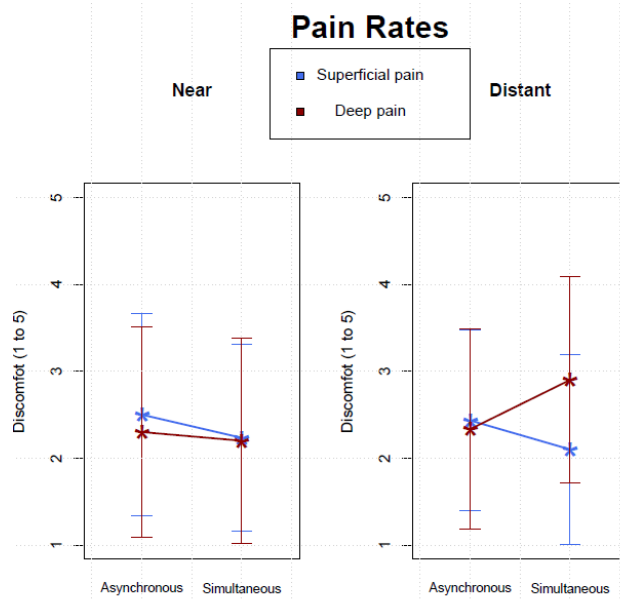 Pain Rates
Superficial pain
Deep pain
Near
Distant
Discomfot (1 to 5)
5
4
3
2
1
Asynchronous Simultaneous
Discomfot (1 to 5)
5
4
3
2
1
Asynchronous Simultaneous